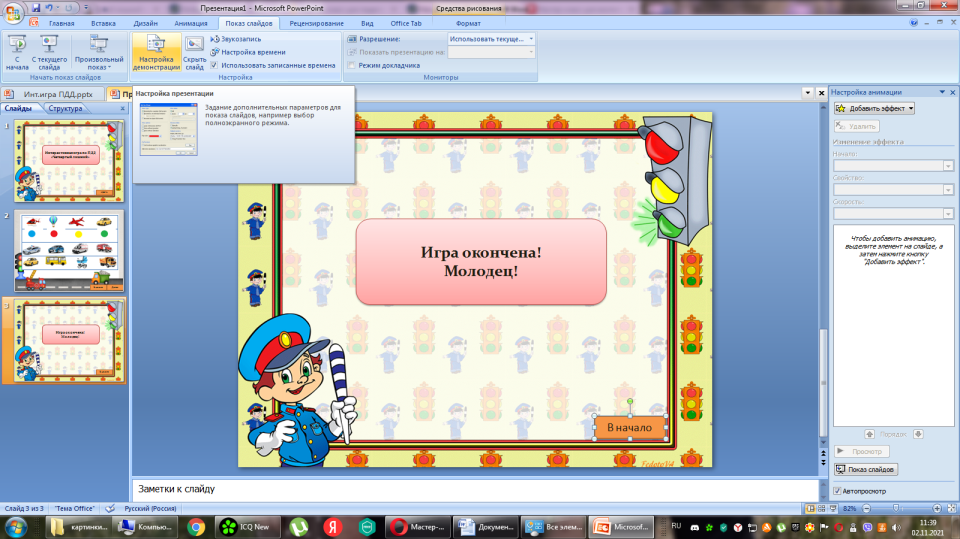 Презентация1 - Microsoft PowerPoint
Средства рисования
Главная Вставка Дизайн Анимация Показ слайдов Рецензирование Вид Office Tab Формат
С начала
С текущего слайда
Произвольный показ
Начать показ слайдов
Настройка демонстрации
Скрыть слайд
Звукозапись
Настройка времени
Использовать записанные времена
Настройка
Разрешение: Использовать текуще...
Показать презентацию на:
Режим докладчика
Мониторы
Инт.игра ПДД.pptx
Пр
Слайды Структура
Настройка презентации
Задание дополнительных параметров для
показа слайдов, например выбор
полноэкранного режима.
1
2
3
Игра окончена!
Молодец!
Игра окончена!
Молодец!
В начало
Настройка анимации
Добавить эффект
Удалить
Изменение эффекта
Начало:
Свойство:
Скорость:
Чтобы добавить анимацию,
выделите элемент на слайде, а
затем нажмите кнопку
"Добавить эффект".
Порядок
Просмотр
Показ слайдов
Автопросмотр
Заметки к слайду
Слайд 3 из 3 "Тема Office" Русский (Россия) 82%
картинки... Компью... ICQ New Мастер-... Докумен... Все элем... Microsof... RU
11:39
02.11.2021